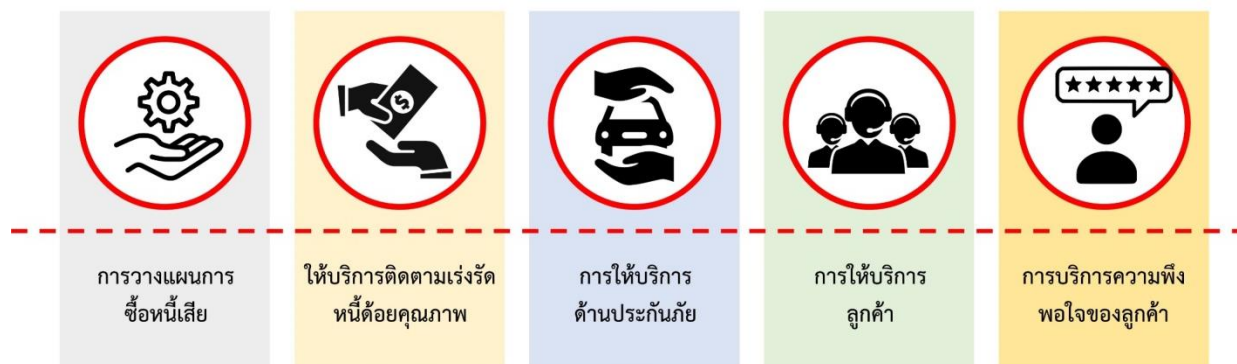 การวางแผนการ
ซื้อหนี้เสีย
ให้บริการติดตามเร่งรัด
หนี้ด้อยคุณภาพ
การให้บริการ
ด้านประกันภัย
การให้บริการ
ลูกค้า
การบริการความพึง
พอใจของลูกค้า